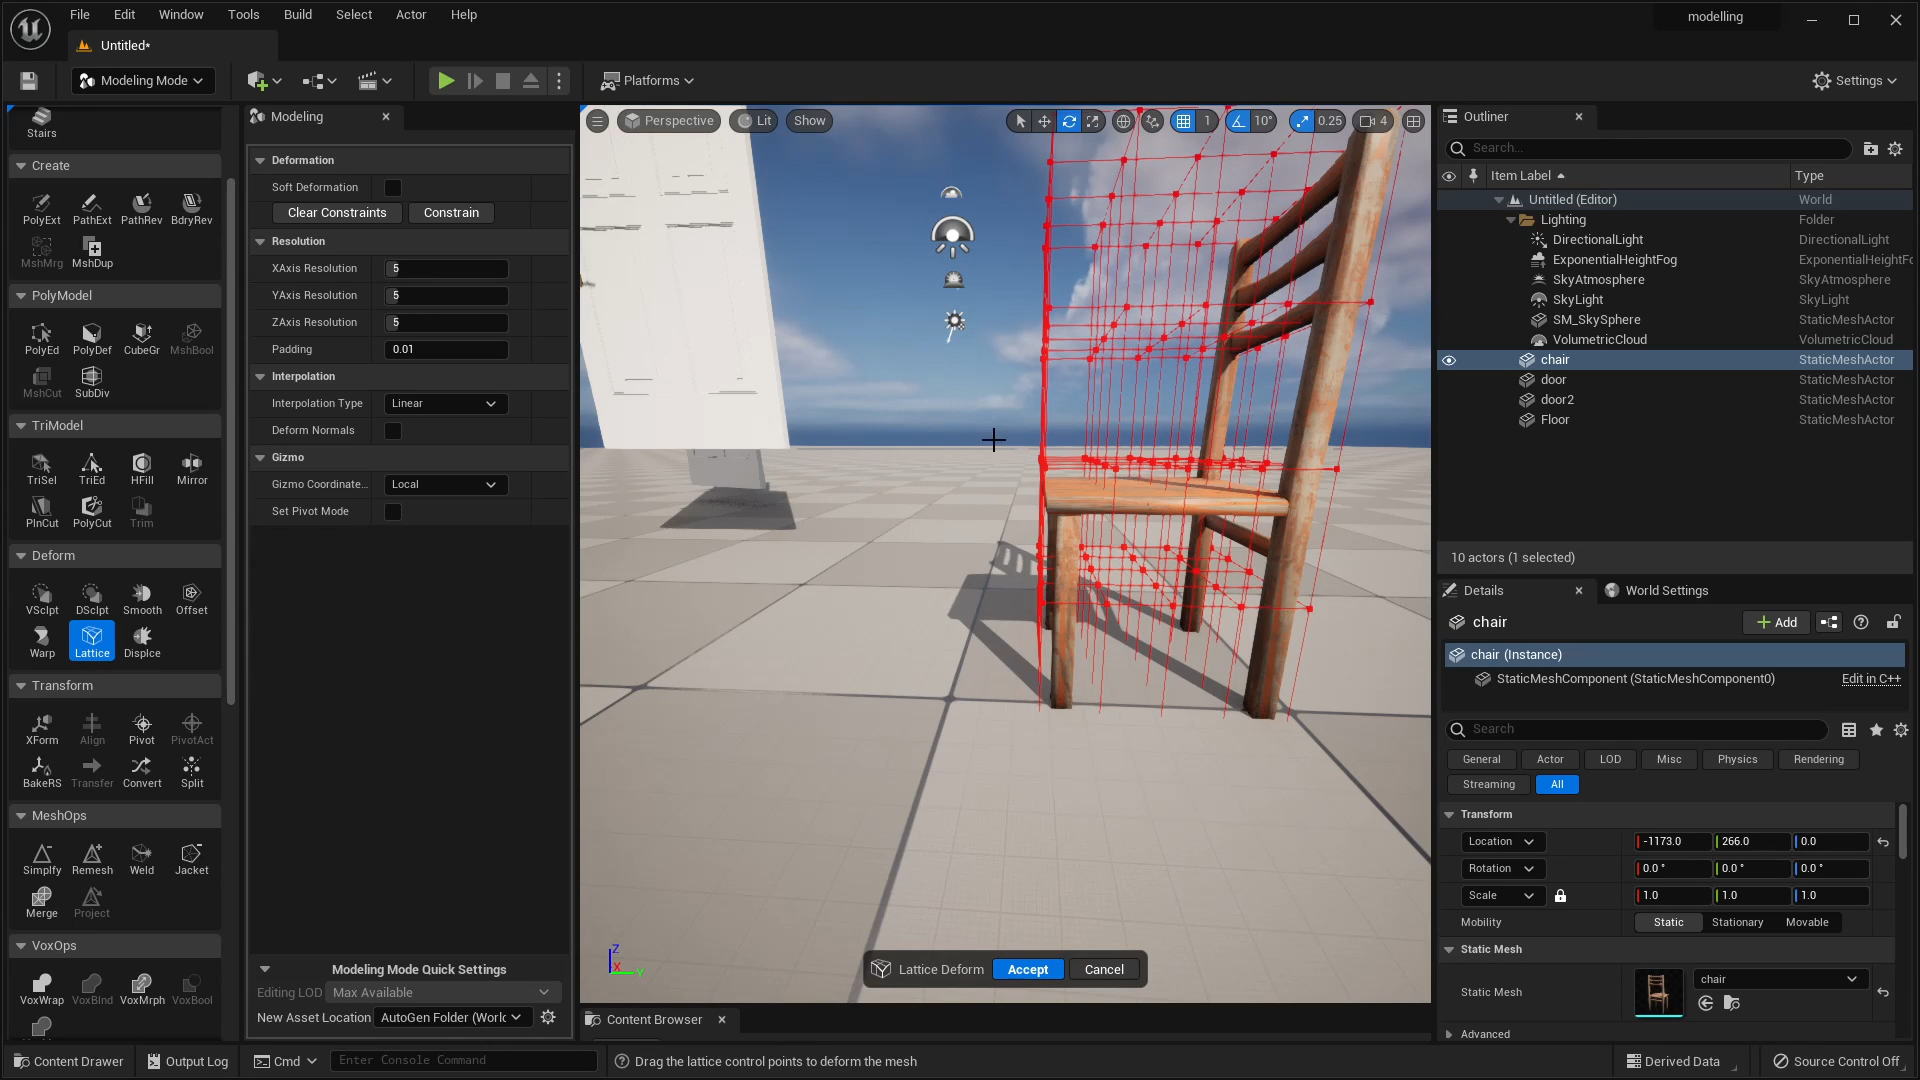 File Edit Window Tools Build Select Actor Help
modelling
Untitled*
Modeling Mode
Platforms
Settings
Stairs
Create
PolyExt PathExt PathRev BdryRev
MshMrg MshDup
PolyModel
PolyEd PolyDef CubeGr MshBool
MshCut SubDiv
TriModel
TriSel TriEd HFill Mirror
PlnCut PolyCut Trim
Deform
VSclpt DSclpt Smooth Offset
Warp Lattice Displce
Transform
XForm Align Pivot PivotAct
BakeRS Transfer Convert Split
MeshOps
Simplfy Remesh Weld Jacket
Merge Project
VoxOps
VoxWrap VoxBlnd VoxMrph VoxBool
Modeling
Deformation
Soft Deformation
Clear Constraints Constrain
Resolution
XAxis Resolution 5
YAxis Resolution 5
ZAxis Resolution 5
Padding 0.01
Interpolation
Interpolation Type Linear
Deform Normals
Gizmo
Gizmo Coordinate... Local
Set Pivot Mode
Modeling Mode Quick Settings
Editing LOD Max Available
New Asset Location AutoGen Folder (Worlc
Perspective Lit Show
1 10° 0.25 4
Z
X
Y
Lattice Deform Accept Cancel
Content Browser
Outliner
Search...
Item Label Type
Untitled (Editor) World
Lighting Folder
DirectionalLight DirectionalLight
ExponentialHeightFog ExponentialHeightFc
SkyAtmosphere SkyAtmosphere
SkyLight SkyLight
SM_SkySphere StaticMeshActor
VolumetricCloud VolumetricCloud
chair StaticMeshActor
door StaticMeshActor
door2 StaticMeshActor
Floor StaticMeshActor
10 actors (1 selected)
Details World Settings
chair Add
chair (Instance)
StaticMeshComponent (StaticMeshComponent0) Edit in C++
Search
General Actor LOD Misc Physics Rendering
Streaming All
Transform
Location -1173.0 266.0 0.0
Rotation 0.0 ° 0.0 ° 0.0 °
Scale 1.0 1.0 1.0
Mobility Static Stationary Movable
Static Mesh
Static Mesh chair
Advanced
Content Drawer Output Log Cmd Enter Console Command Drag the lattice control points to deform the mesh Derived Data Source Control Off